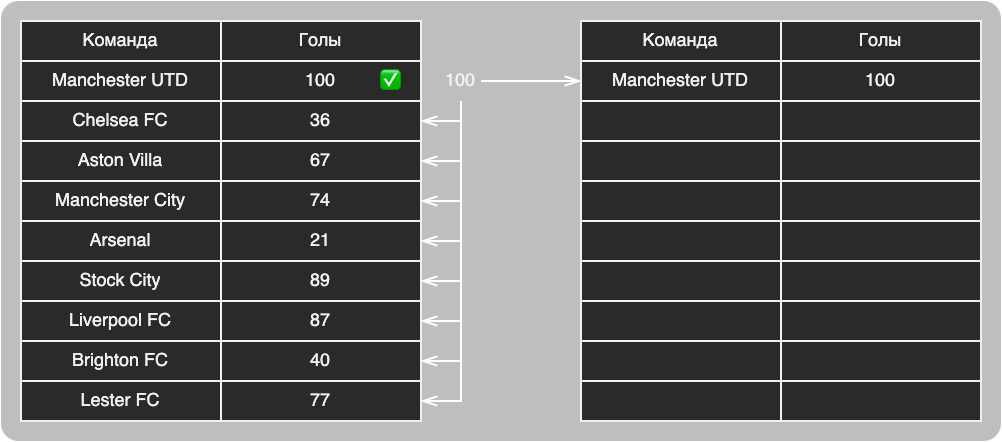 Команда Голы
Manchester UTD 100 ✅ 100
Chelsea FC 36
Aston Villa 67
Manchester City 74
Arsenal 21
Stock City 89
Liverpool FC 87
Brighton FC 40
Lester FC 77
Команда Голы
Manchester UTD 100